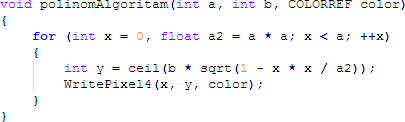 void polinomAlgoritam(int a, int b, COLORREF color)
{
    for (int x = 0, float a2 = a * a; x < a; ++x)
    {
        int y = ceil(b * sqrt(1 - x * x / a2));
        WritePixel4(x, y, color);
    }
}